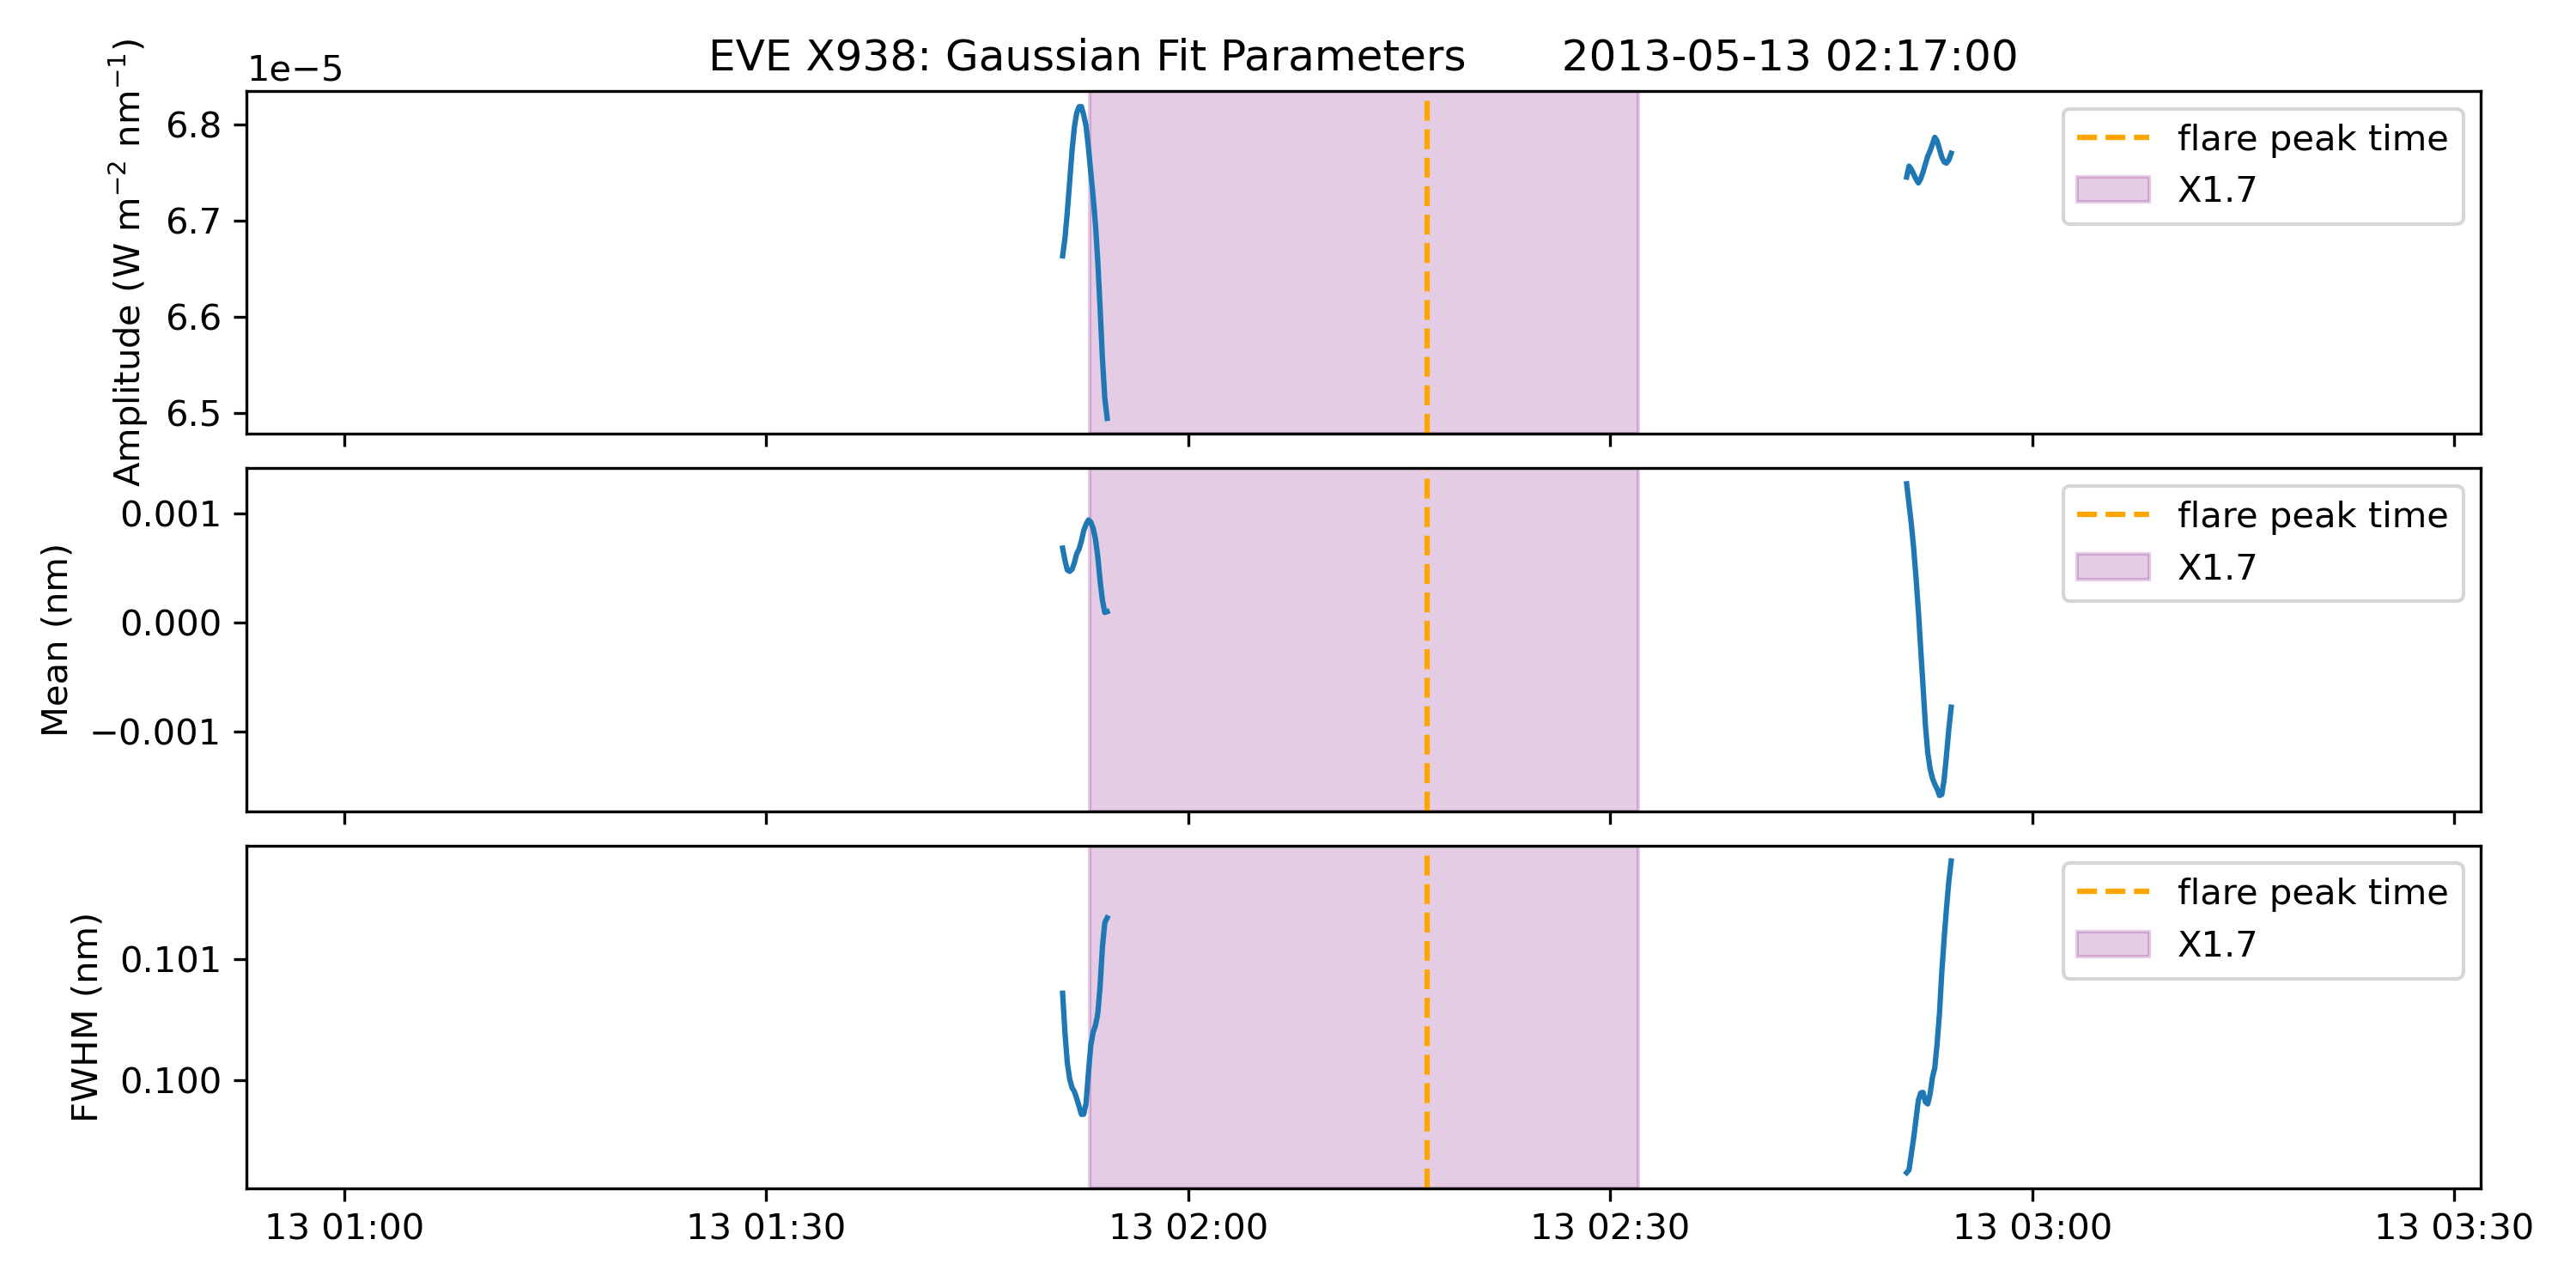 EVE X938: Gaussian Fit Parameters 2013-05-13 02:17:00
1e−5
Amplitude (W m⁻² nm⁻¹)
6.8
6.7
6.6
6.5
flare peak time
X1.7
Mean (nm)
0.001
0.000
−0.001
flare peak time
X1.7
FWHM (nm)
0.101
0.100
flare peak time
X1.7
13 01:00 13 01:30 13 02:00 13 02:30 13 03:00 13 03:30